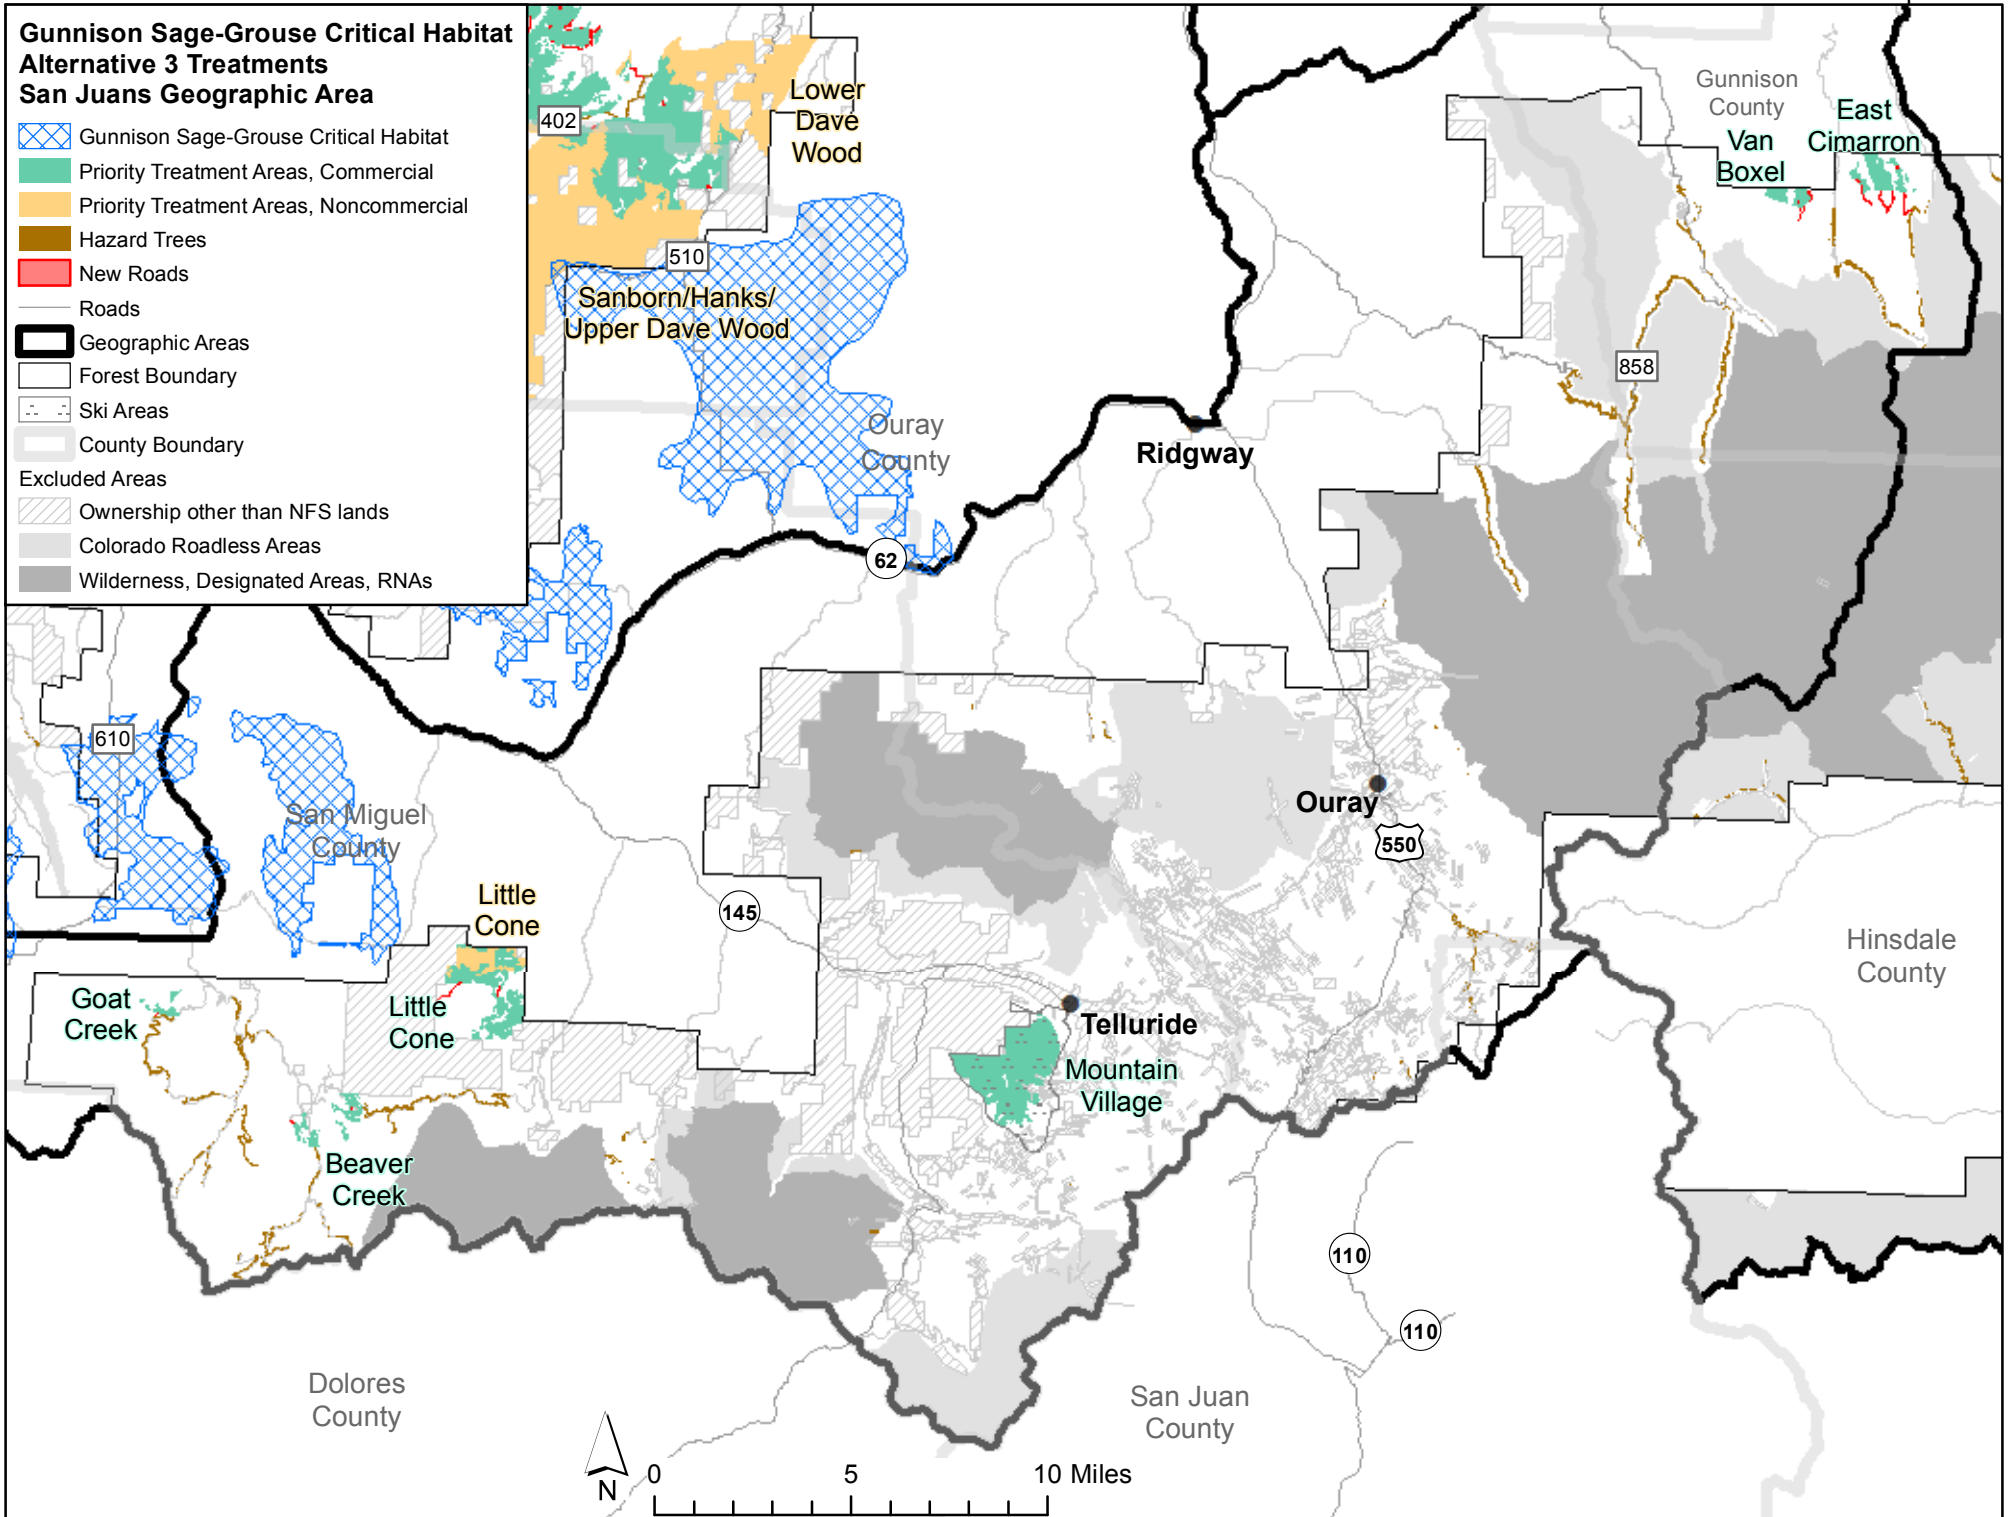 Gunnison Sage-Grouse Critical Habitat
Alternative 3 Treatments
San Juans Geographic Area
Gunnison Sage-Grouse Critical Habitat
Priority Treatment Areas, Commercial
Priority Treatment Areas, Noncommercial
Hazard Trees
New Roads
Roads
Geographic Areas
Forest Boundary
Ski Areas
County Boundary
Excluded Areas
Ownership other than NFS lands
Colorado Roadless Areas
Wilderness, Designated Areas, RNAs
402
Lower
Dave
Wood
510
Sanborn/Hanks/
Upper Dave Wood
Ouray
County
62
Ridgway
Gunnison
County
Van
Boxel
East
Cimarron
858
610
San Miguel
County
Little
Cone
145
Ouray
550
Hinsdale
County
Goat
Creek
Little
Cone
Telluride
Mountain
Village
Beaver
Creek
110
110
Dolores
County
San Juan
County
N
0
5
10 Miles